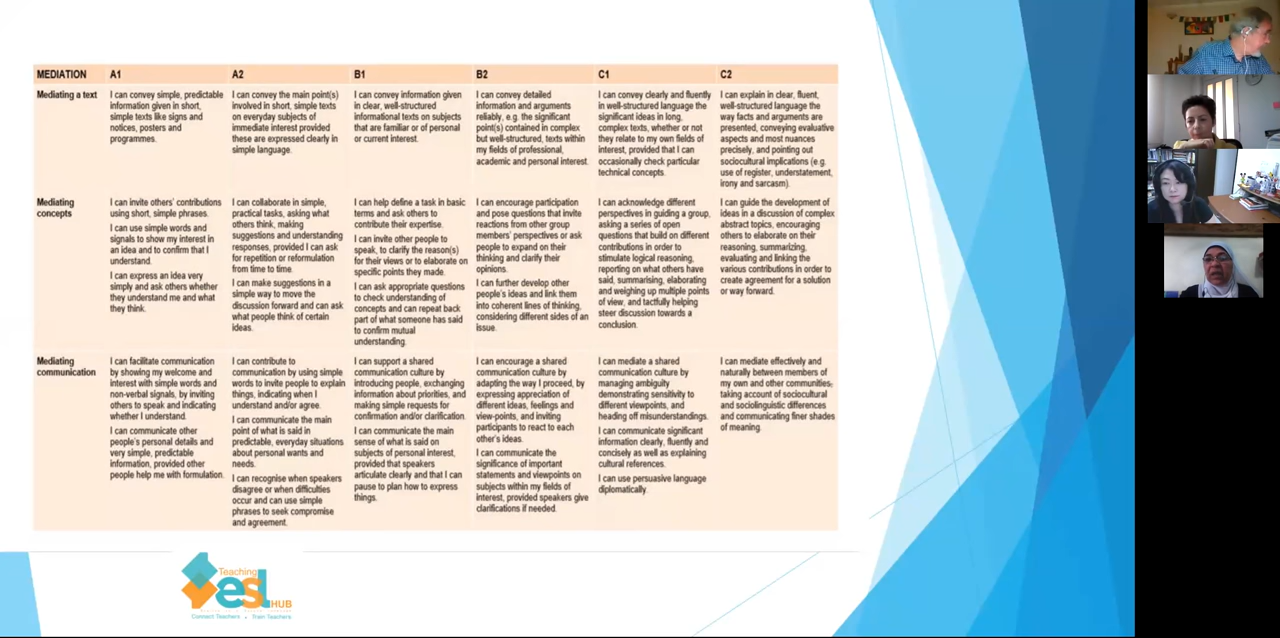 MEDIATION A1 A2 B1 B2 C1 C2
Mediating a text
I can convey simple, predictable
information given in short,
simple texts like signs and
notices, posters and
programmes.
I can convey the main point(s)
involved in short, simple texts
on everyday subjects of
immediate interest provided
these are expressed clearly in
simple language.
I can convey information given
in clear, well-structured
informational texts on subjects
that are familiar or of personal
or current interest.
I can convey detailed
information and arguments
reliably, e.g. the significant
point(s) contained in complex
but well-structured, texts within
my fields of professional,
academic and personal interest.
I can convey clearly and fluently
in well-structured language the
significant ideas in long,
complex texts, whether or not
they relate to my own fields of
interest, provided that I can
occasionally check particular
technical concepts.
I can explain in clear, fluent,
well-structured language the
way facts and arguments are
presented, conveying evaluative
aspects and most nuances
precisely, and pointing out
sociocultural implications (e.g.
use of register, understatement,
irony and sarcasm).
Mediating
concepts
I can invite others' contributions
using short, simple phrases.
I can use simple words and
signals to show my interest in
an idea and to confirm that I
understand.
I can express an idea very
simply and ask others whether
they understand me and what
they think.
I can collaborate in simple,
practical tasks, asking what
others think, making
suggestions and understanding
responses, provided I can ask
for repetition or reformulation
from time to time.
I can make suggestions in a
simple way to move the
discussion forward and can ask
what people think of certain
ideas.
I can help define a task in basic
terms and ask others to
contribute their expertise.
I can invite other people to
speak, to clarify the reason(s)
for their views or to elaborate on
specific points they made.
I can ask appropriate questions
to check understanding of
concepts and can repeat back
part of what someone has said
to confirm mutual
understanding.
I can encourage participation
and pose questions that invite
reactions from other group
members' perspectives or ask
people to expand on their
thinking and clarify their
opinions.
I can further develop other
people's ideas and link them
into coherent lines of thinking,
considering different sides of an
issue.
I can acknowledge different
perspectives in guiding a group,
asking a series of open
questions that build on different
contributions in order to
stimulate logical reasoning,
reporting on what others have
said, summarising, elaborating
and weighing up multiple points
of view, and tactfully helping
steer discussion towards a
conclusion.
I can guide the development of
ideas in a discussion of complex
abstract topics, encouraging
others to elaborate on their
reasoning, summarizing,
evaluating and linking the
various contributions in order to
create agreement for a solution
or way forward.
Mediating
communication
I can facilitate communication
by showing my welcome and
interest with simple words and
non-verbal signals, by inviting
others to speak and indicating
whether I understand.
I can communicate other
people's personal details and
very simple, predictable
information, provided other
people help me with formulation.
I can contribute to
communication by using simple
words to invite people to explain
things, indicating when I
understand and/or agree.
I can communicate the main
point of what is said in
predictable, everyday situations
about personal wants and
needs.
I can recognise when speakers
disagree or when difficulties
occur and can use simple
phrases to seek compromise
and agreement.
I can support a shared
communication culture by
introducing people, exchanging
information about priorities, and
making simple requests for
confirmation and/or clarification.
I can communicate the main
sense of what is said on
subjects of personal interest,
provided that speakers
articulate clearly and that I can
pause to plan how to express
things.
I can encourage a shared
communication culture by
adapting the way I proceed, by
expressing appreciation of
different ideas, feelings and
view-points, and inviting
participants to react to each
other's ideas.
I can communicate the
significance of important
statements and viewpoints on
subjects within my fields of
interest, provided speakers give
clarifications if needed.
I can mediate a shared
communication culture by
managing ambiguity
demonstrating sensitivity to
different viewpoints, and
heading off misunderstandings.
I can communicate significant
information clearly, fluently and
concisely as well as explaining
cultural references.
I can use persuasive language
diplomatically.
I can mediate effectively and
naturally between members of
my own and other communities,
taking account of sociocultural
and sociolinguistic differences
and communicating finer shades
of meaning.
Teaching
esl HUB
Connect Teachers . Train Teachers